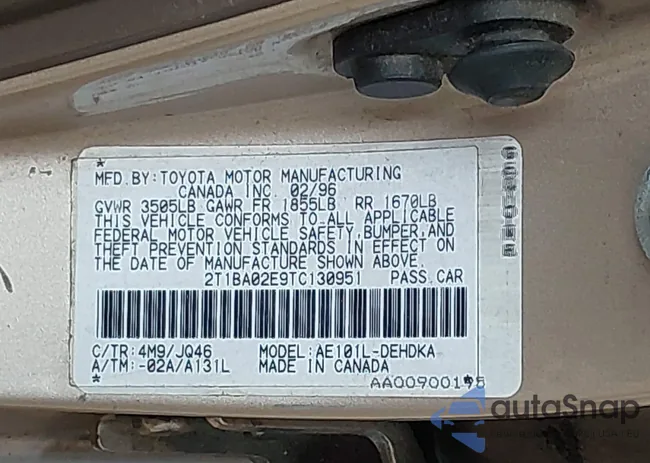 *
MFD.BY:TOYOTA MOTOR MANUFACTURING
CANADA INC. 02/96
GVWR 3505LB GAWR FR 1855LB RR 1670LB
THIS VEHICLE CONFORMS TO ALL APPLICABLE
FEDERAL MOTOR VEHICLE SAFETY,BUMPER,AND
THEFT PREVENTION STANDARDS IN EFFECT ON
THE DATE OF MANUFACTURE SHOWN ABOVE.
2T1BA02E9TC130951 PASS.CAR
C/TR:4M9/JQ46 MODEL:AE101L-DEHDKA
A/TM:-02A/A131L MADE IN CANADA
*
autoSnap